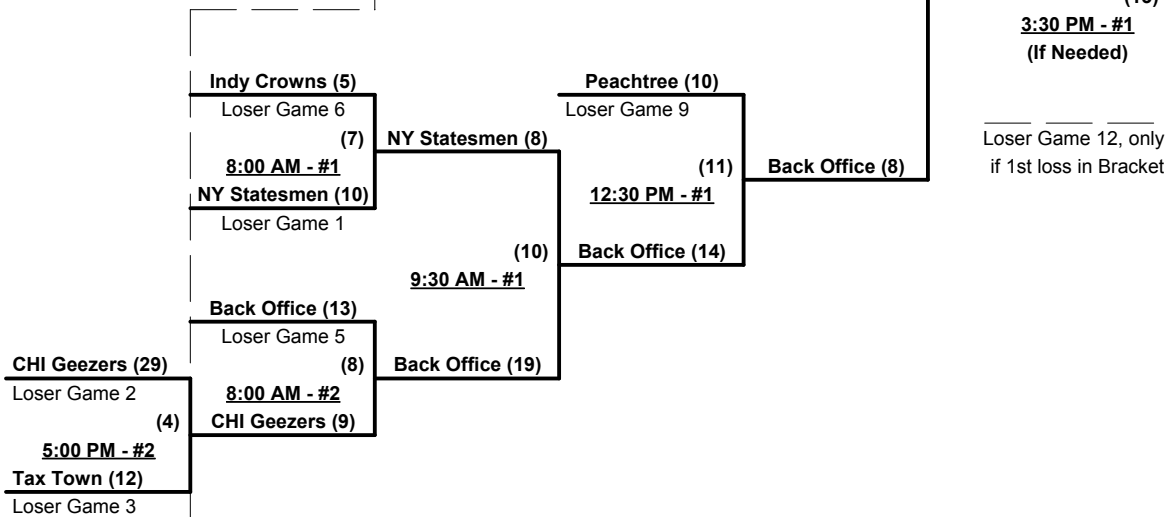 3:30 PM - #1
(If Needed)
Indy Crowns (5)
Loser Game 6
(7)
8:00 AM - #1
NY Statesmen (10)
Loser Game 1
NY Statesmen (8)
Peachtree (10)
Loser Game 9
(11)
12:30 PM - #1
Back Office (8)
Loser Game 12, only
if 1st loss in Bracket
(10)
9:30 AM - #1
Back Office (14)
Back Office (13)
Loser Game 5
(8)
8:00 AM - #2
CHI Geezers (9)
Back Office (19)
CHI Geezers (29)
Loser Game 2
(4)
5:00 PM - #2
Tax Town (12)
Loser Game 3